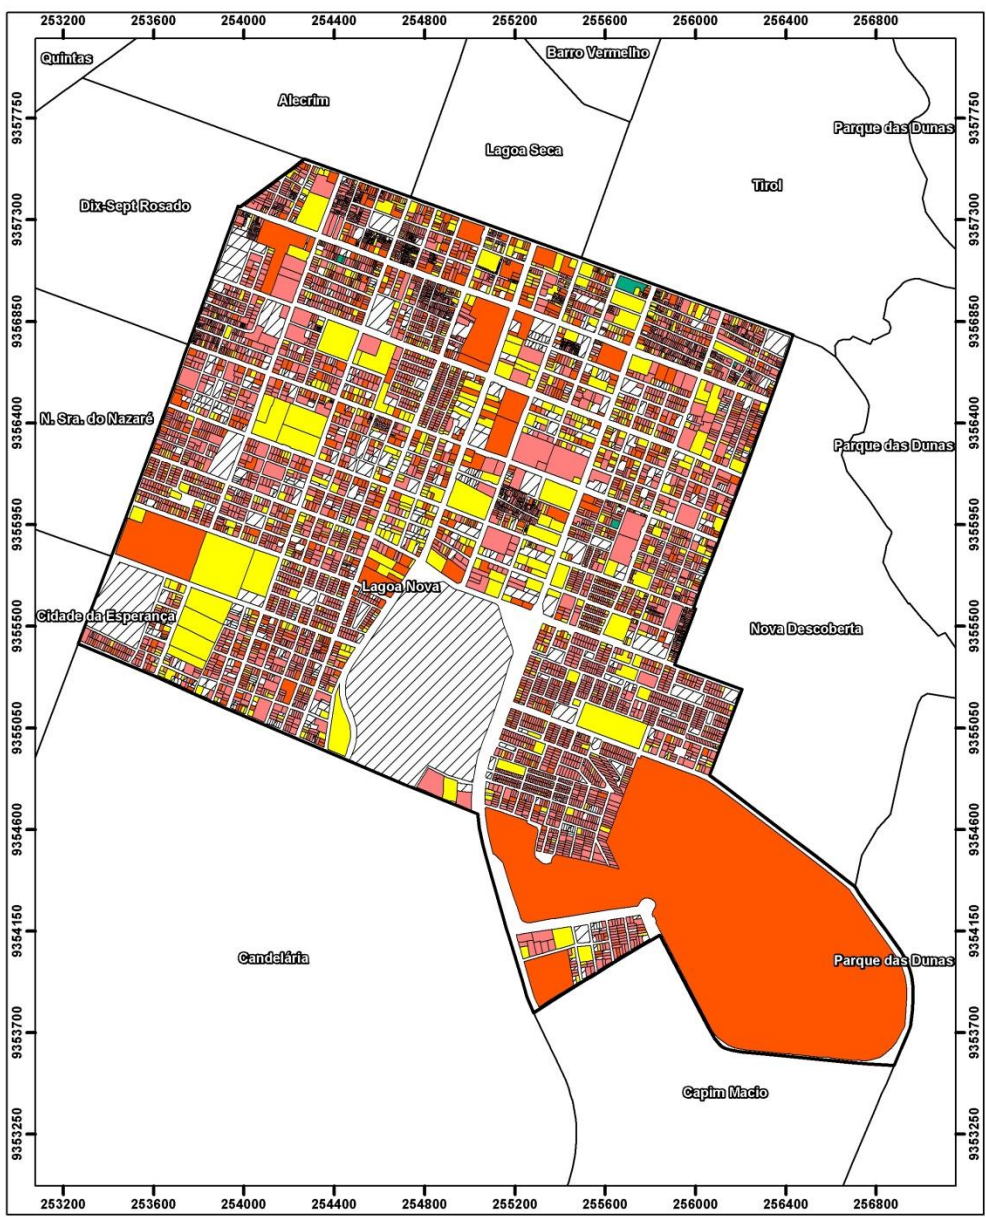 253200 253600 254000 254400 254800 255200 255600 256000 256400 256800
Quintas
Barro Vermelho
Alecrim
9357750
9357750
Parque das Dunas
Lagoa Seca
Tirol
Dix-Sept Rosado
9357300
9357300
9356850
9356850
N. Sra. do Nazaré
9356400
9356400
Parque das Dunas
9355950
9355950
Lagoa Nova
Cidade da Esperança
9355500
9355500
Nova Descoberta
9355050
9355050
9354600
9354600
9354150
9354150
Candelária
Parque das Dunas
9353700
9353700
Capim Macio
9353250
9353250
253200 253600 254000 254400 254800 255200 255600 256000 256400 256800